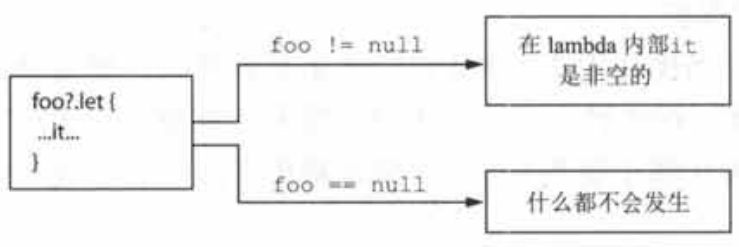 foo != null
在 lambda 内部it
是非空的
foo?.let {
...it...
}
foo == null
什么都不会发生